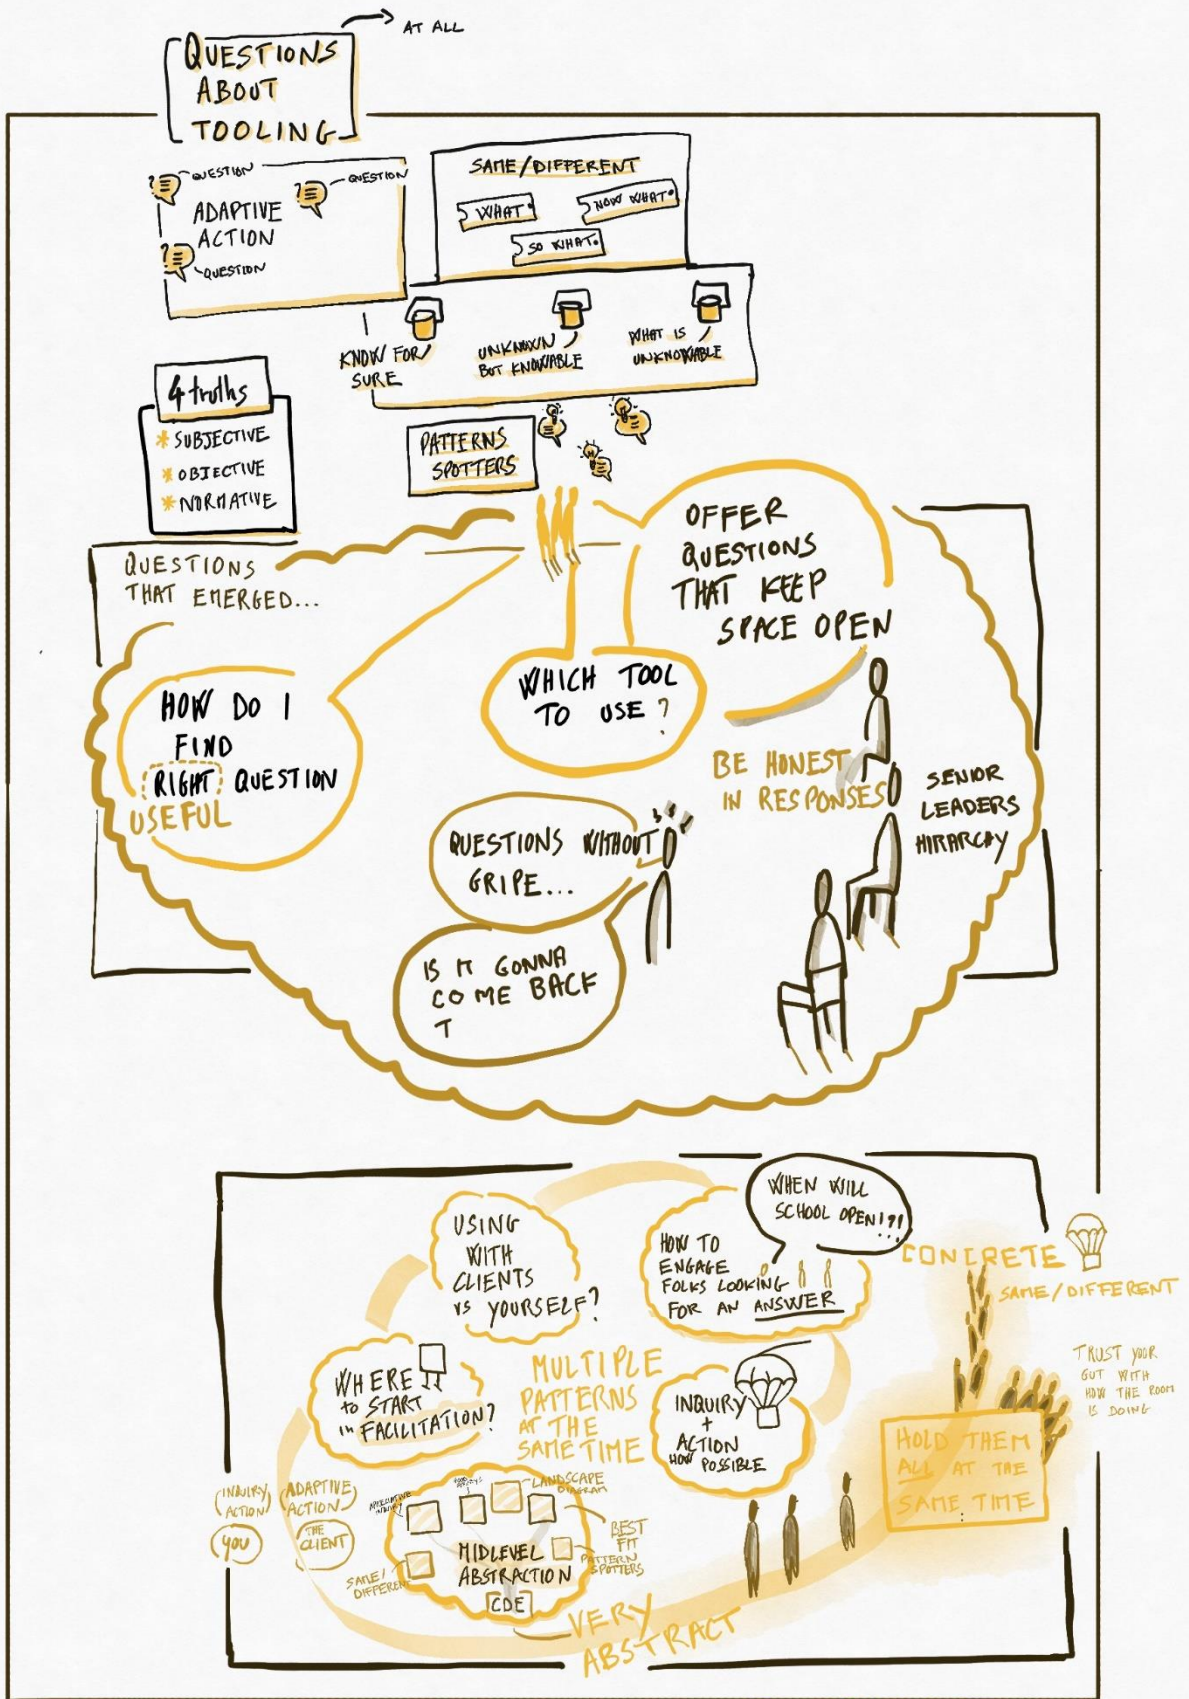 QUESTIONS
ABOUT
TOOLING
AT ALL
QUESTION
QUESTION
ADAPTIVE
ACTION
QUESTION
SAME/DIFFERENT
WHAT
NOW WHAT
SO WHAT
KNOW FOR
SURE
UNKNOWN
BUT KNOWABLE
WHAT IS
UNKNOWABLE
4 truths
* SUBJECTIVE
* OBJECTIVE
* NORMATIVE
PATTERNS
SPOTTERS
QUESTIONS
THAT EMERGED...
OFFER
QUESTIONS
THAT KEEP
SPACE OPEN
HOW DO I
FIND
RIGHT QUESTION
USEFUL
WHICH TOOL
TO USE ?
BE HONEST
IN RESPONSES
SENIOR
LEADERS
HIRARCHY
QUESTIONS WITHOUT
GRIPE...
IS IT GONNA
COME BACK
T
USING
WITH
CLIENTS
VS YOURSELF?
WHEN WILL
SCHOOL OPEN!?!
HOW TO
ENGAGE
FOLKS LOOKING
FOR AN ANSWER
CONCRETE
SAME/DIFFERENT
TRUST YOUR
GUT WITH
HOW THE ROOM
IS DOING
WHERE
to START
in FACILITATION?
MULTIPLE
PATTERNS
AT THE
SAME TIME
INQUIRY
+
ACTION
HOW POSSIBLE
HOLD THEM
ALL AT THE
SAME TIME
INQUIRY
ACTION
YOU
ADAPTIVE
ACTION
THE
CLIENT
APPRECIATIVE
INQUIRY
LANDSCAPE
DIAGRAM
BEST
FIT
PATTERN
SPOTTERS
SAME/
DIFFERENT
MIDLEVEL
ABSTRACTION
CDE
VERY
ABSTRACT